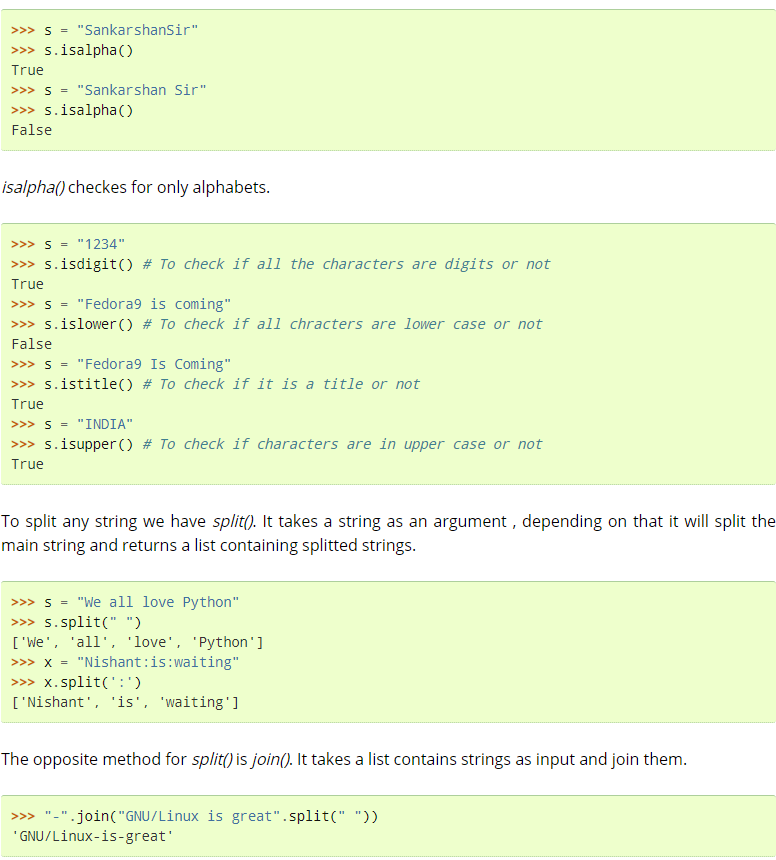 >>> s = "SankarshanSir"
>>> s.isalpha()
True
>>> s = "Sankarshan Sir"
>>> s.isalpha()
False
isalpha() checkes for only alphabets.
>>> s = "1234"
>>> s.isdigit() # To check if all the characters are digits or not
True
>>> s = "Fedora9 is coming"
>>> s.islower() # To check if all chracters are lower case or not
False
>>> s = "Fedora9 Is Coming"
>>> s.istitle() # To check if it is a title or not
True
>>> s = "INDIA"
>>> s.isupper() # To check if characters are in upper case or not
True
To split any string we have split(). It takes a string as an argument , depending on that it will split the
main string and returns a list containing splitted strings.
>>> s = "We all love Python"
>>> s.split(" ")
['We', 'all', 'love', 'Python']
>>> x = "Nishant:is:waiting"
>>> x.split(':')
['Nishant', 'is', 'waiting']
The opposite method for split() is join(). It takes a list contains strings as input and join them.
>>> "-".join("GNU/Linux is great".split(" "))
'GNU/Linux-is-great'